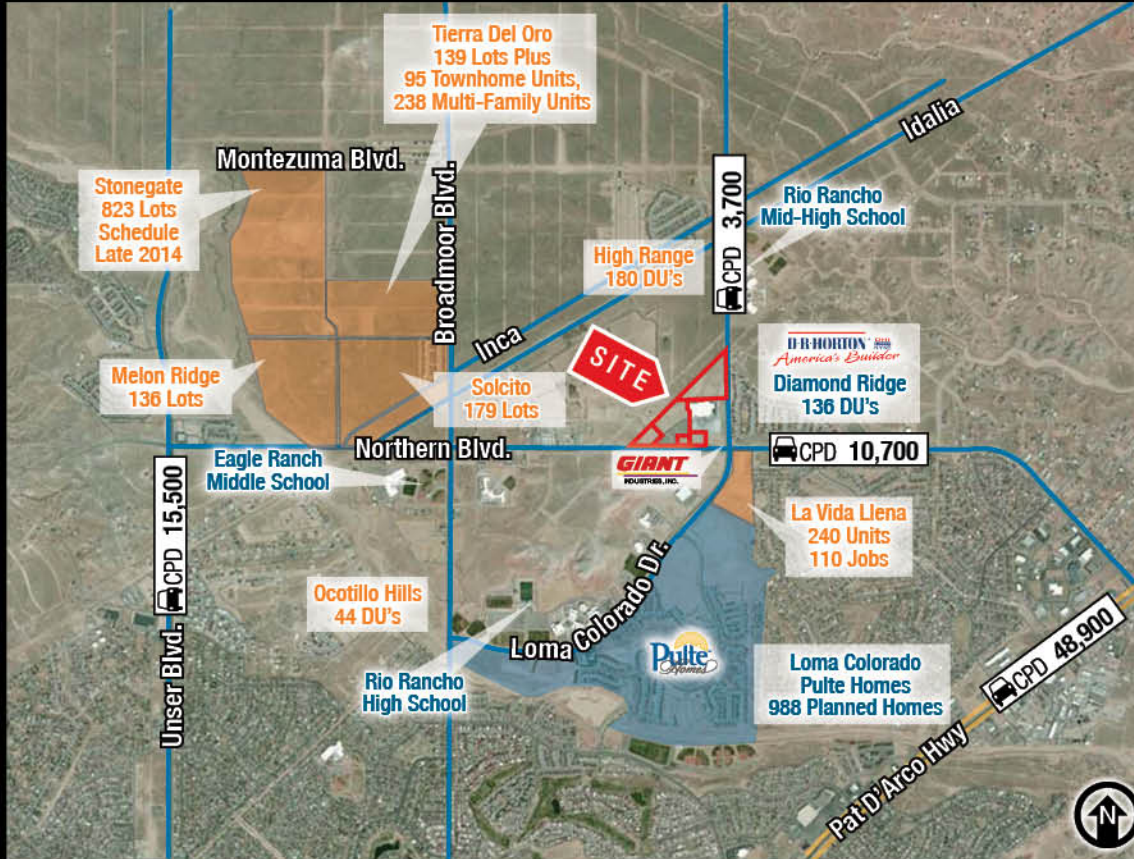 Tierra Del Oro
139 Lots Plus
95 Townhome Units,
238 Multi-Family Units
Idalia
Montezuma Blvd.
Stonegate
823 Lots
Schedule
Late 2014
Broadmoor Blvd.
CPD 3,700
Rio Rancho
Mid-High School
High Range
180 DU's
Inca
SITE
D·R·HORTON
America's Builder
Diamond Ridge
136 DU's
Melon Ridge
136 Lots
Solcito
179 Lots
Northern Blvd.
CPD 10,700
Eagle Ranch
Middle School
GIANT
INDUSTRIES, INC.
CPD 15,500
La Vida Llena
240 Units
110 Jobs
Ocotillo Hills
44 DU's
Loma Colorado Dr.
Pulte
Homes
Unser Blvd.
Rio Rancho
High School
Loma Colorado
Pulte Homes
988 Planned Homes
CPD 48,900
Pat D'Arco Hwy
N